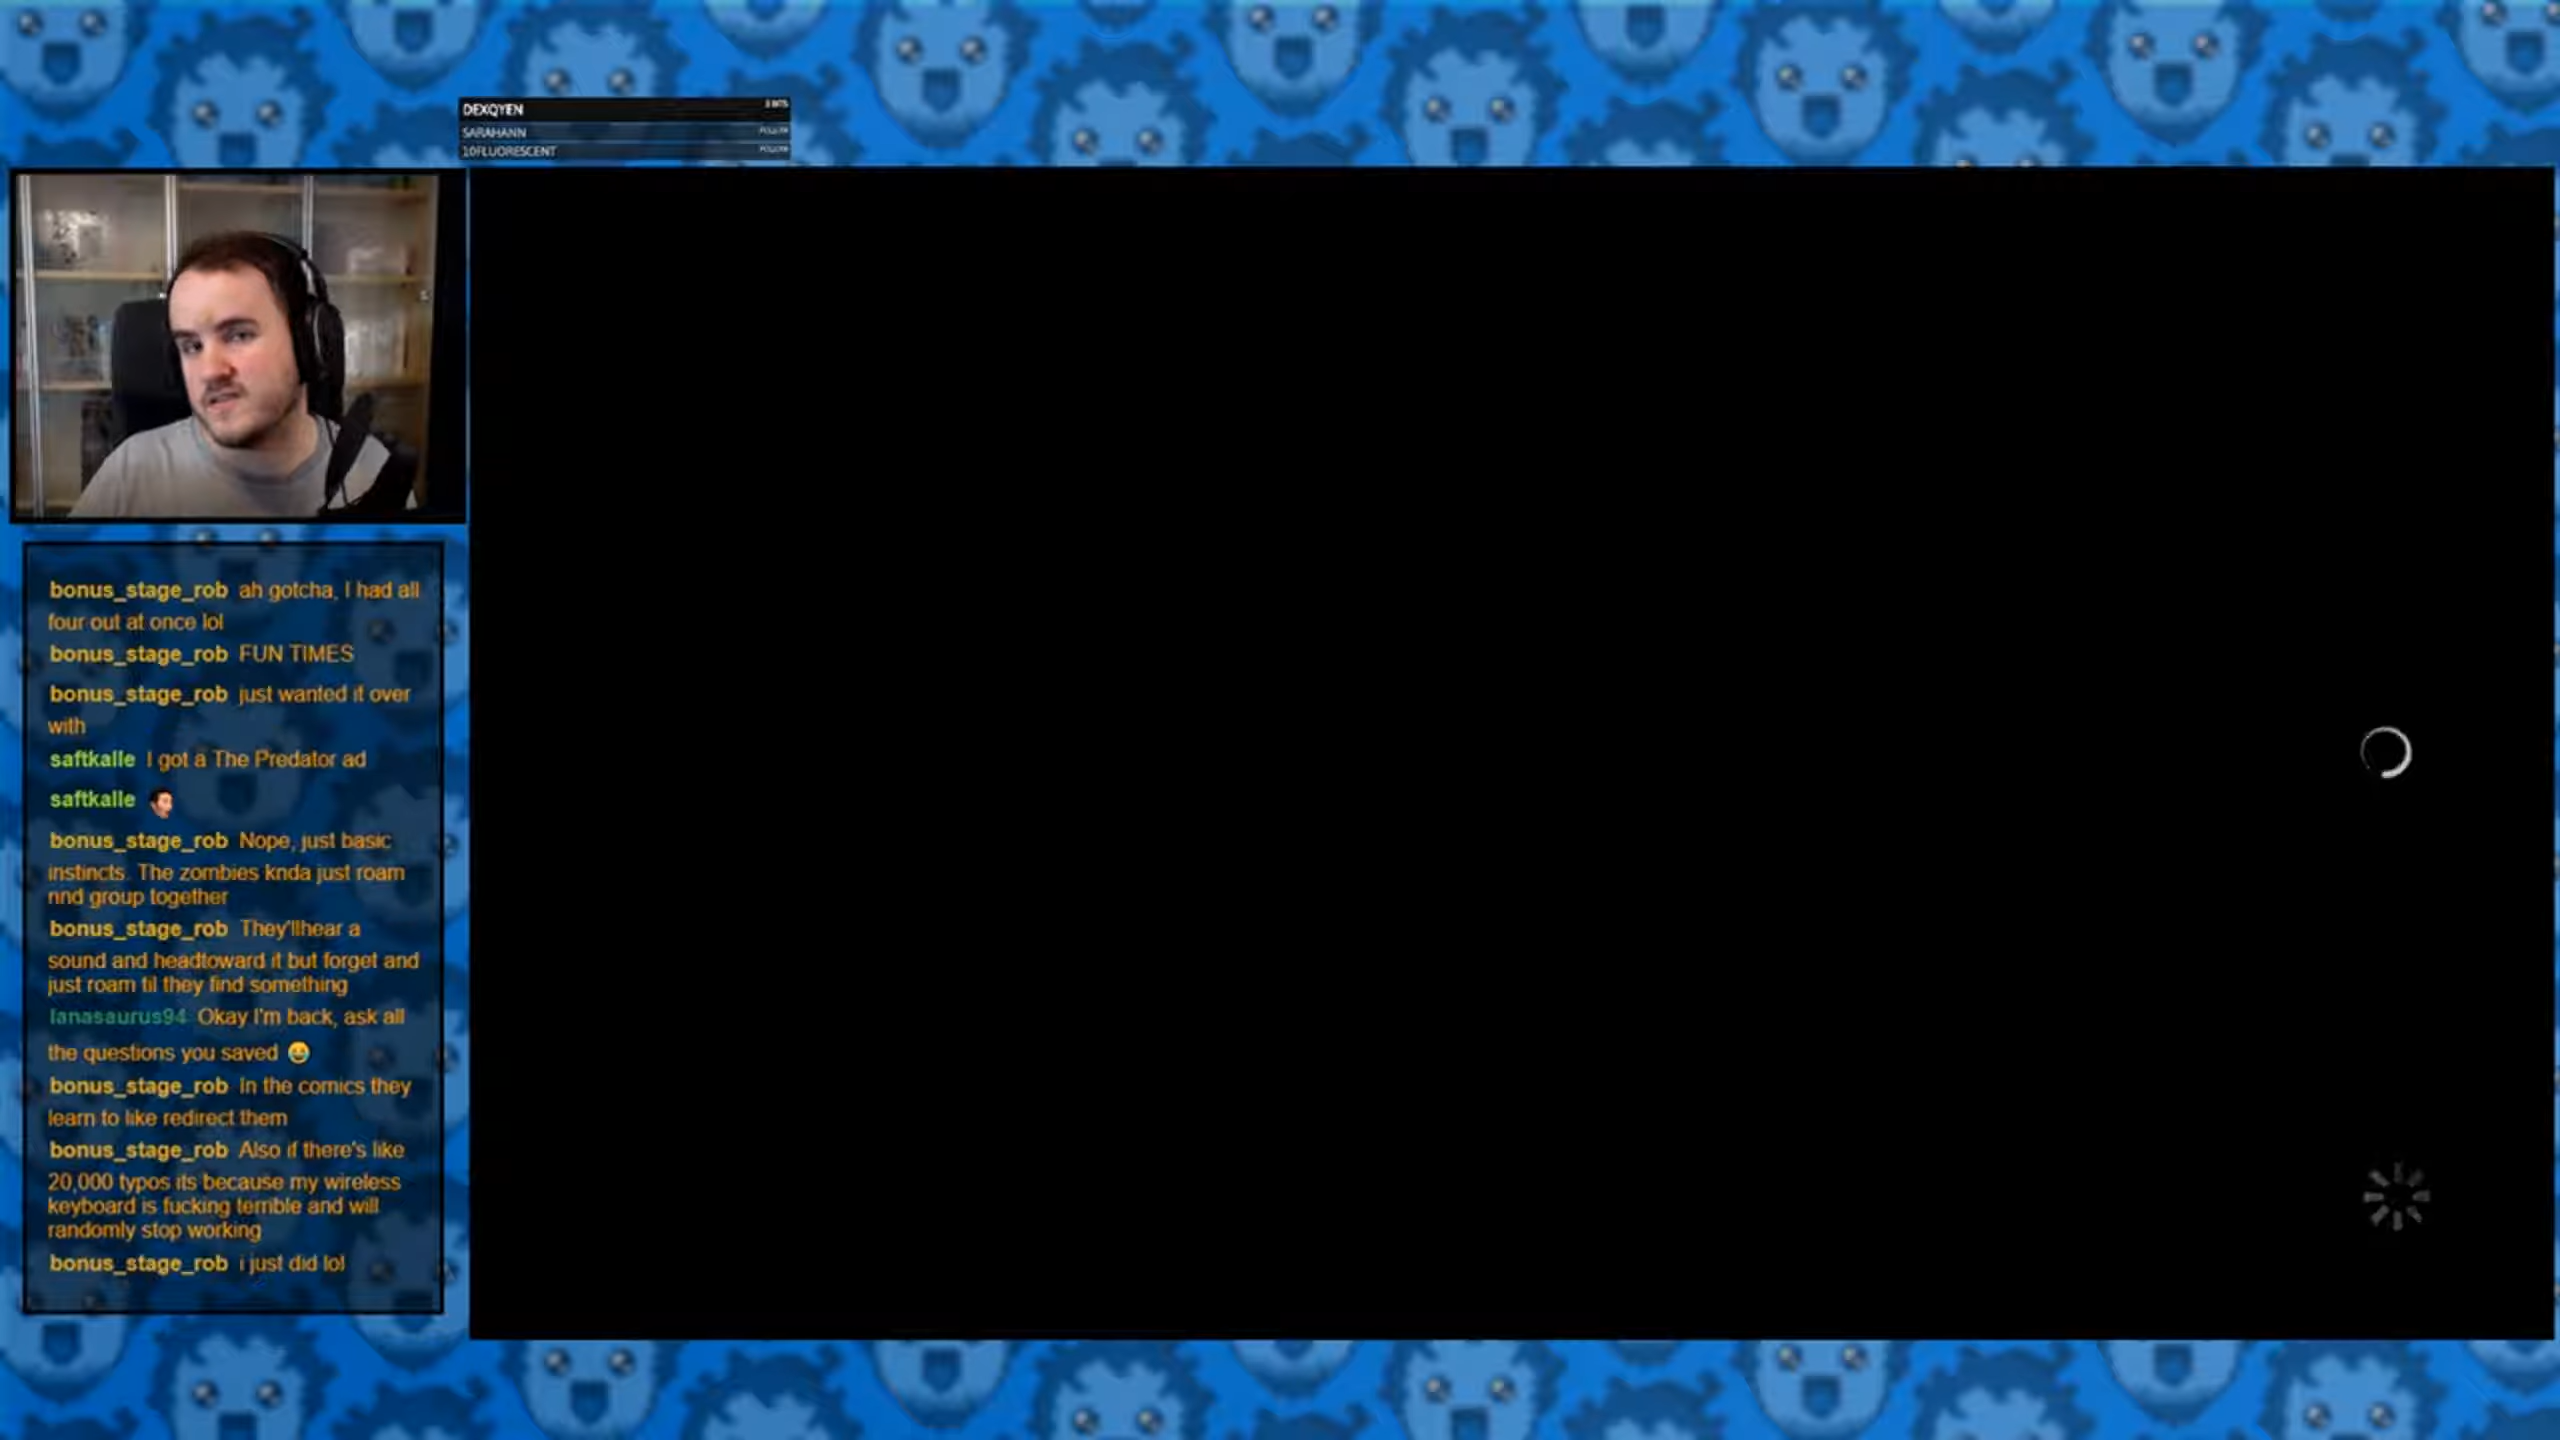 DEXQYEN
SARAHANN FOLLOW
10FLUORESCENT FOLLOW
bonus_stage_rob ah gotcha, I had all
four out at once lol
bonus_stage_rob FUN TIMES
bonus_stage_rob just wanted it over
with
saftkalle I got a The Predator ad
saftkalle
bonus_stage_rob Nope, just basic
instincts. The zombies knda just roam
nnd group together
bonus_stage_rob They'llhear a
sound and headtoward it but forget and
just roam til they find something
lanasaurus94 Okay I'm back, ask all
the questions you saved
bonus_stage_rob In the comics they
learn to like redirect them
bonus_stage_rob Also if there's like
20,000 typos its because my wireless
keyboard is fucking terrible and will
randomly stop working
bonus_stage_rob i just did lol